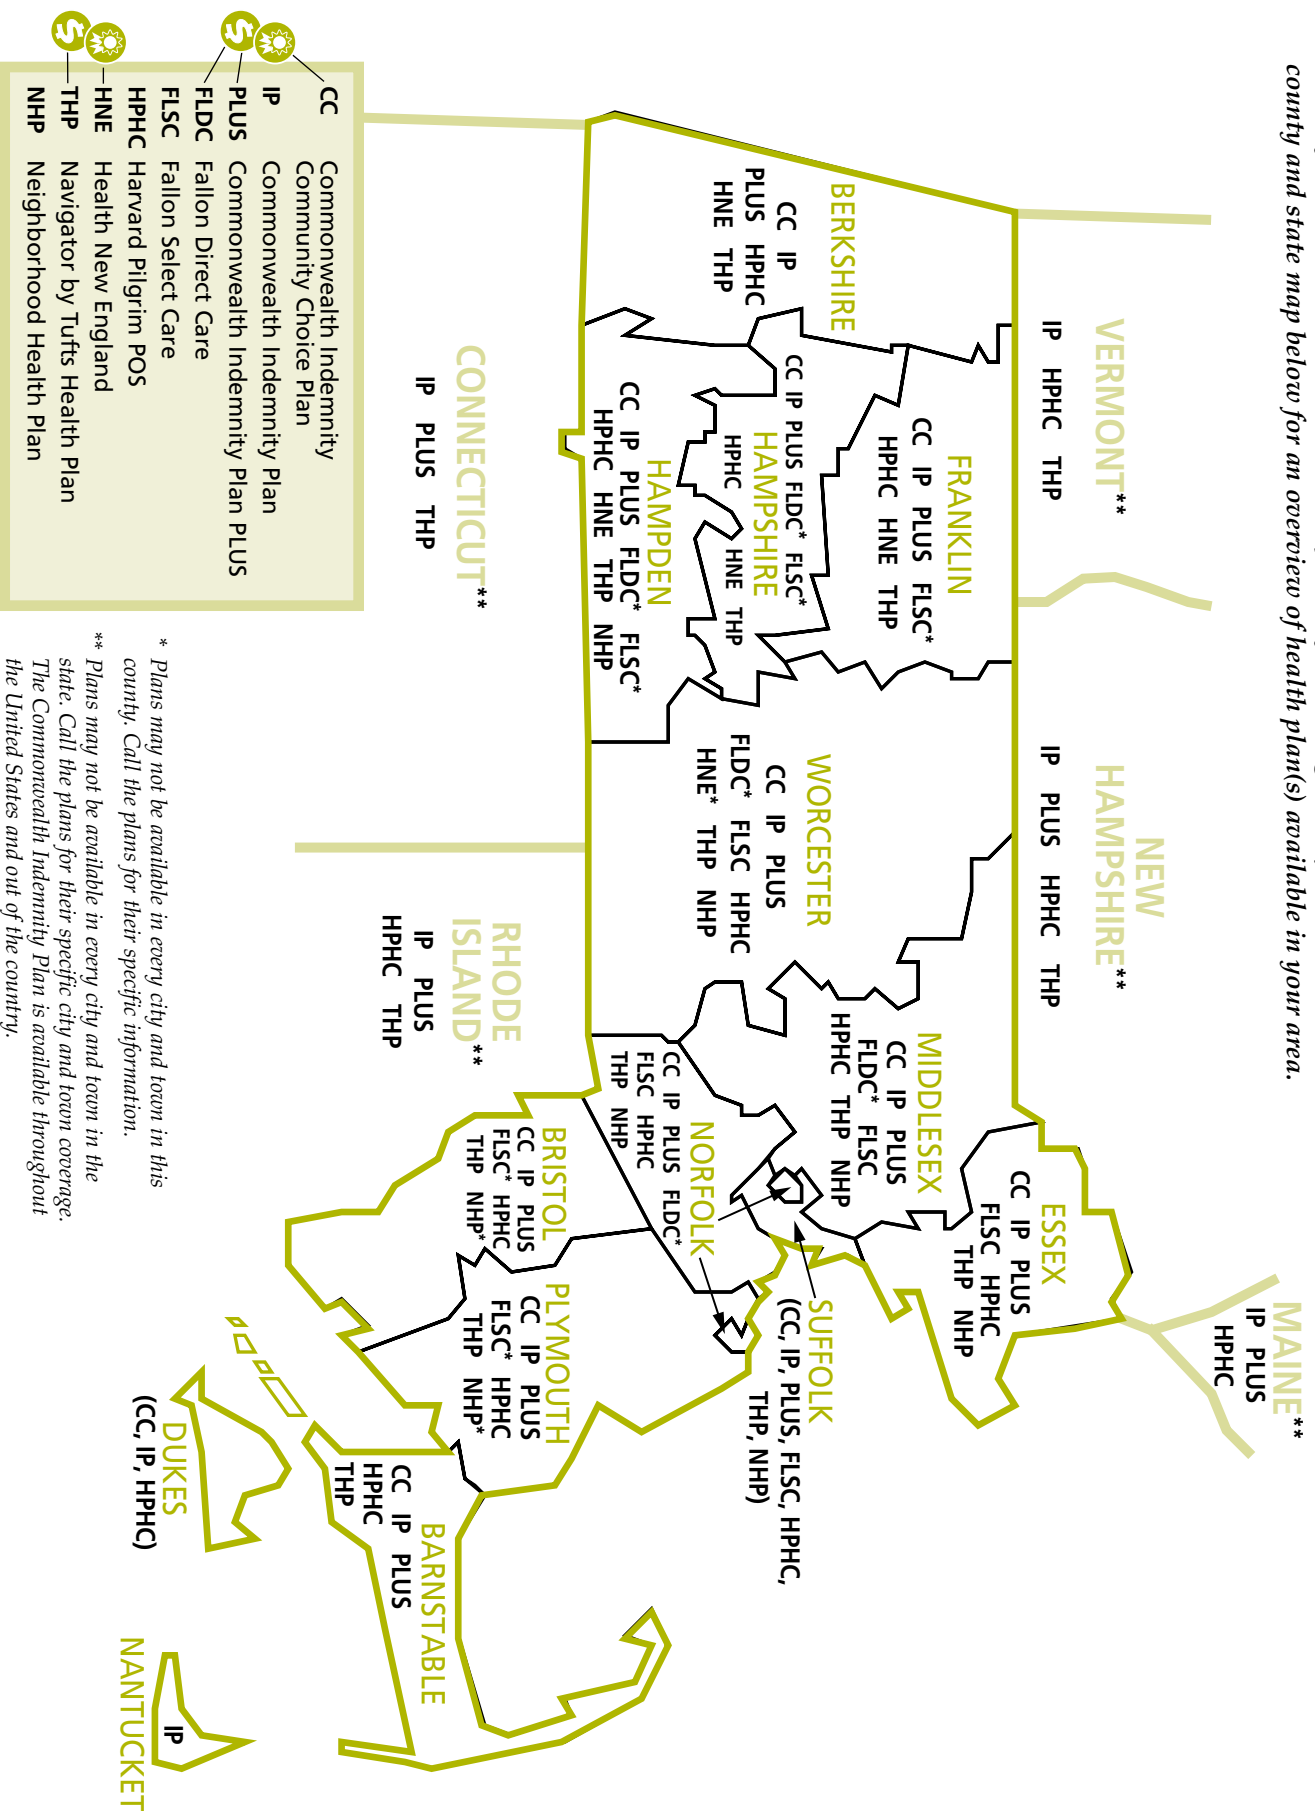 county and state map below for an overview of health plan(s) available in your area.
VERMONT**
IP HPHC THP
NEW
HAMPSHIRE**
IP PLUS HPHC THP
MAINE**
IP PLUS
HPHC
BERKSHIRE
CC IP
PLUS HPHC
HNE THP
FRANKLIN
CC IP PLUS FLSC*
HPHC HNE THP
CC IP PLUS FLDC* FLSC*
HAMPSHIRE
HPHC HNE THP
HAMPDEN
CC IP PLUS FLDC* FLSC*
HPHC HNE THP NHP
WORCESTER
CC IP PLUS
FLDC* FLSC HPHC
HNE* THP NHP
MIDDLESEX
CC IP PLUS
FLDC* FLSC
HPHC THP NHP
ESSEX
CC IP PLUS
FLSC HPHC
THP NHP
SUFFOLK
(CC, IP, PLUS, FLSC, HPHC,
THP, NHP)
NORFOLK
CC IP PLUS FLDC*
FLSC HPHC
THP NHP
BRISTOL
CC IP PLUS
FLSC* HPHC
THP NHP*
PLYMOUTH
CC IP PLUS
FLSC* HPHC
THP NHP*
BARNSTABLE
CC IP PLUS
HPHC
THP
DUKES
(CC, IP, HPHC)
IP
NANTUCKET
CONNECTICUT**
IP PLUS THP
RHODE
ISLAND**
IP PLUS
HPHC THP
CC Commonwealth Indemnity
Community Choice Plan
IP Commonwealth Indemnity Plan
$ PLUS Commonwealth Indemnity Plan PLUS
FLDC Fallon Direct Care
FLSC Fallon Select Care
HPHC Harvard Pilgrim POS
HNE Health New England
$ THP Navigator by Tufts Health Plan
NHP Neighborhood Health Plan
* Plans may not be available in every city and town in this
county. Call the plans for their specific information.
** Plans may not be available in every city and town in the
state. Call the plans for their specific city and town coverage.
The Commonwealth Indemnity Plan is available throughout
the United States and out of the country.